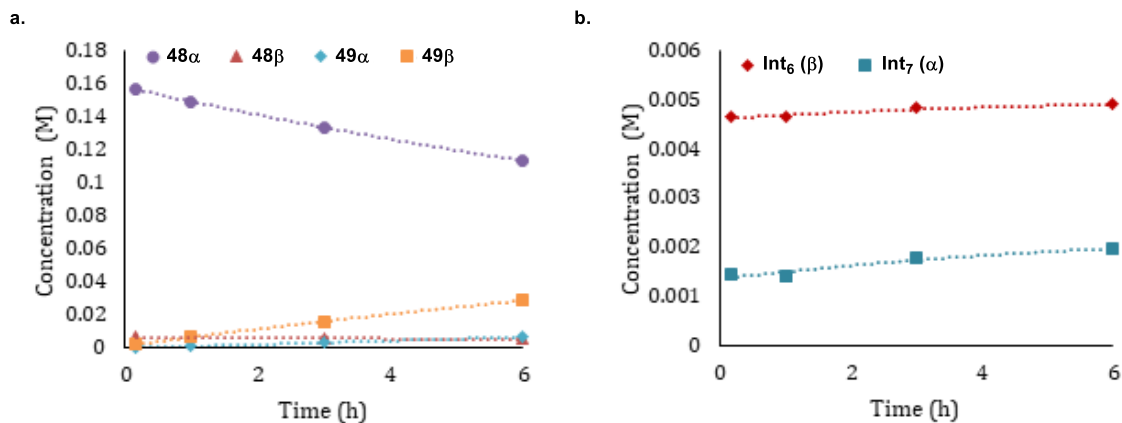 a.
48α 48β 49α 49β
Concentration (M)
0.18
0.16
0.14
0.12
0.1
0.08
0.06
0.04
0.02
0
0 2 4 6
Time (h)
b.
Int6 (β) Int7 (α)
Concentration (M)
0.006
0.005
0.004
0.003
0.002
0.001
0
0 2 4 6
Time (h)